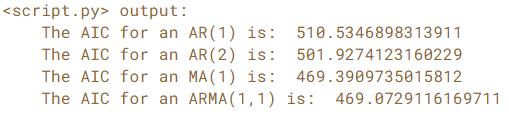 <script.py> output:
The AIC for an AR(1) is:  510.5346898313911
The AIC for an AR(2) is:  501.9274123160229
The AIC for an MA(1) is:  469.3909735015812
The AIC for an ARMA(1,1) is:  469.0729116169711